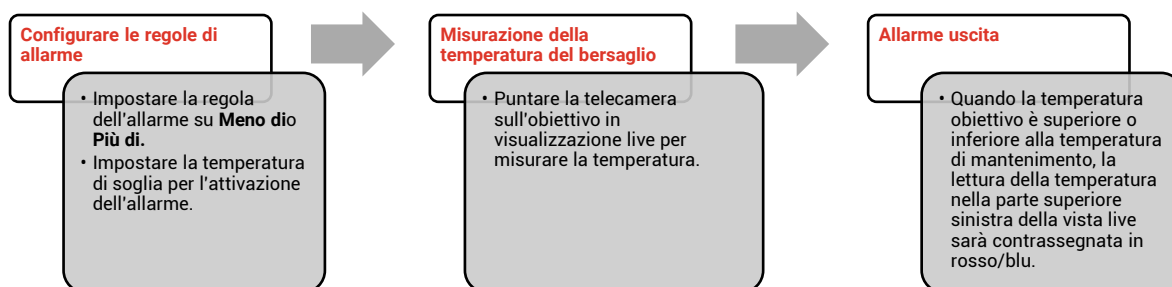 Configurare le regole di
allarme
• Impostare la regola
dell'allarme su Meno dio
Più di.
• Impostare la temperatura
di soglia per l'attivazione
dell'allarme.
Misurazione della
temperatura del bersaglio
• Puntare la telecamera
sull'obiettivo in
visualizzazione live per
misurare la temperatura.
Allarme uscita
• Quando la temperatura
obiettivo è superiore o
inferiore alla temperatura
di mantenimento, la
lettura della temperatura
nella parte superiore
sinistra della vista live
sarà contrassegnata in
rosso/blu.